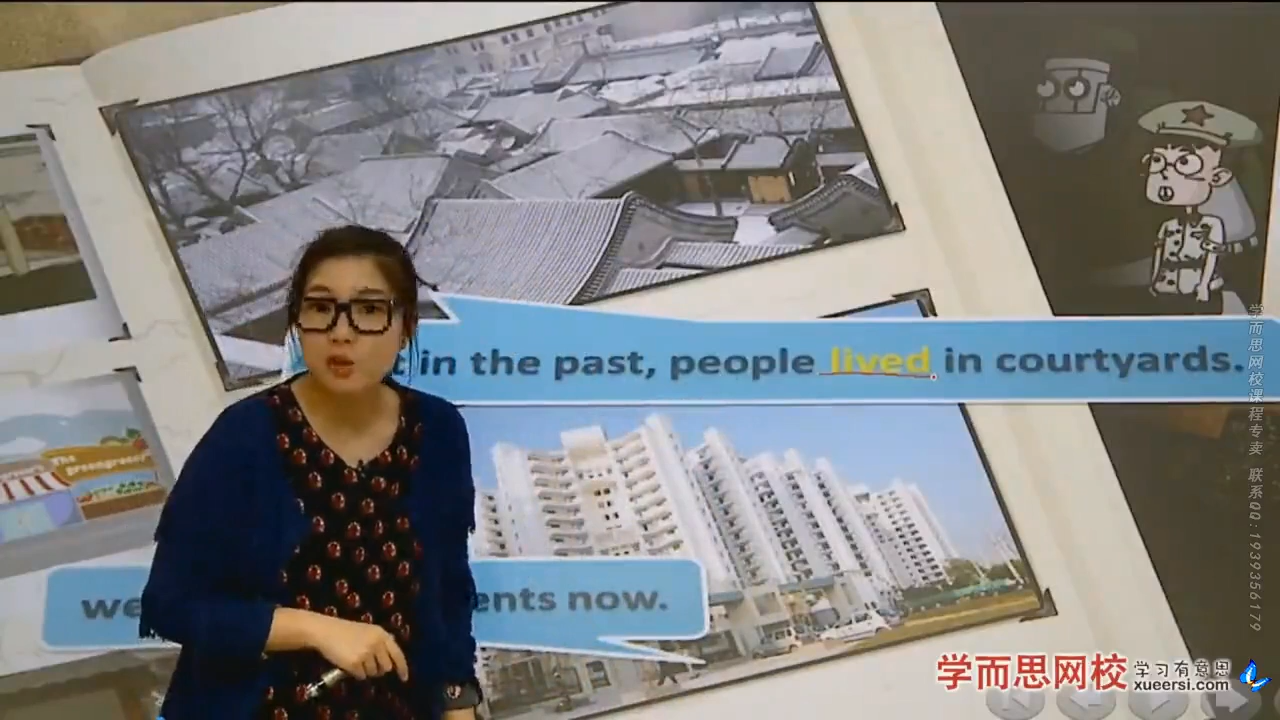 t in the past, people lived in courtyards.
we
ents now.
The
greengrocer
学而思网校课程专卖 联系QQ:1939356179
学而思网校
学习有意思
xueersi.com